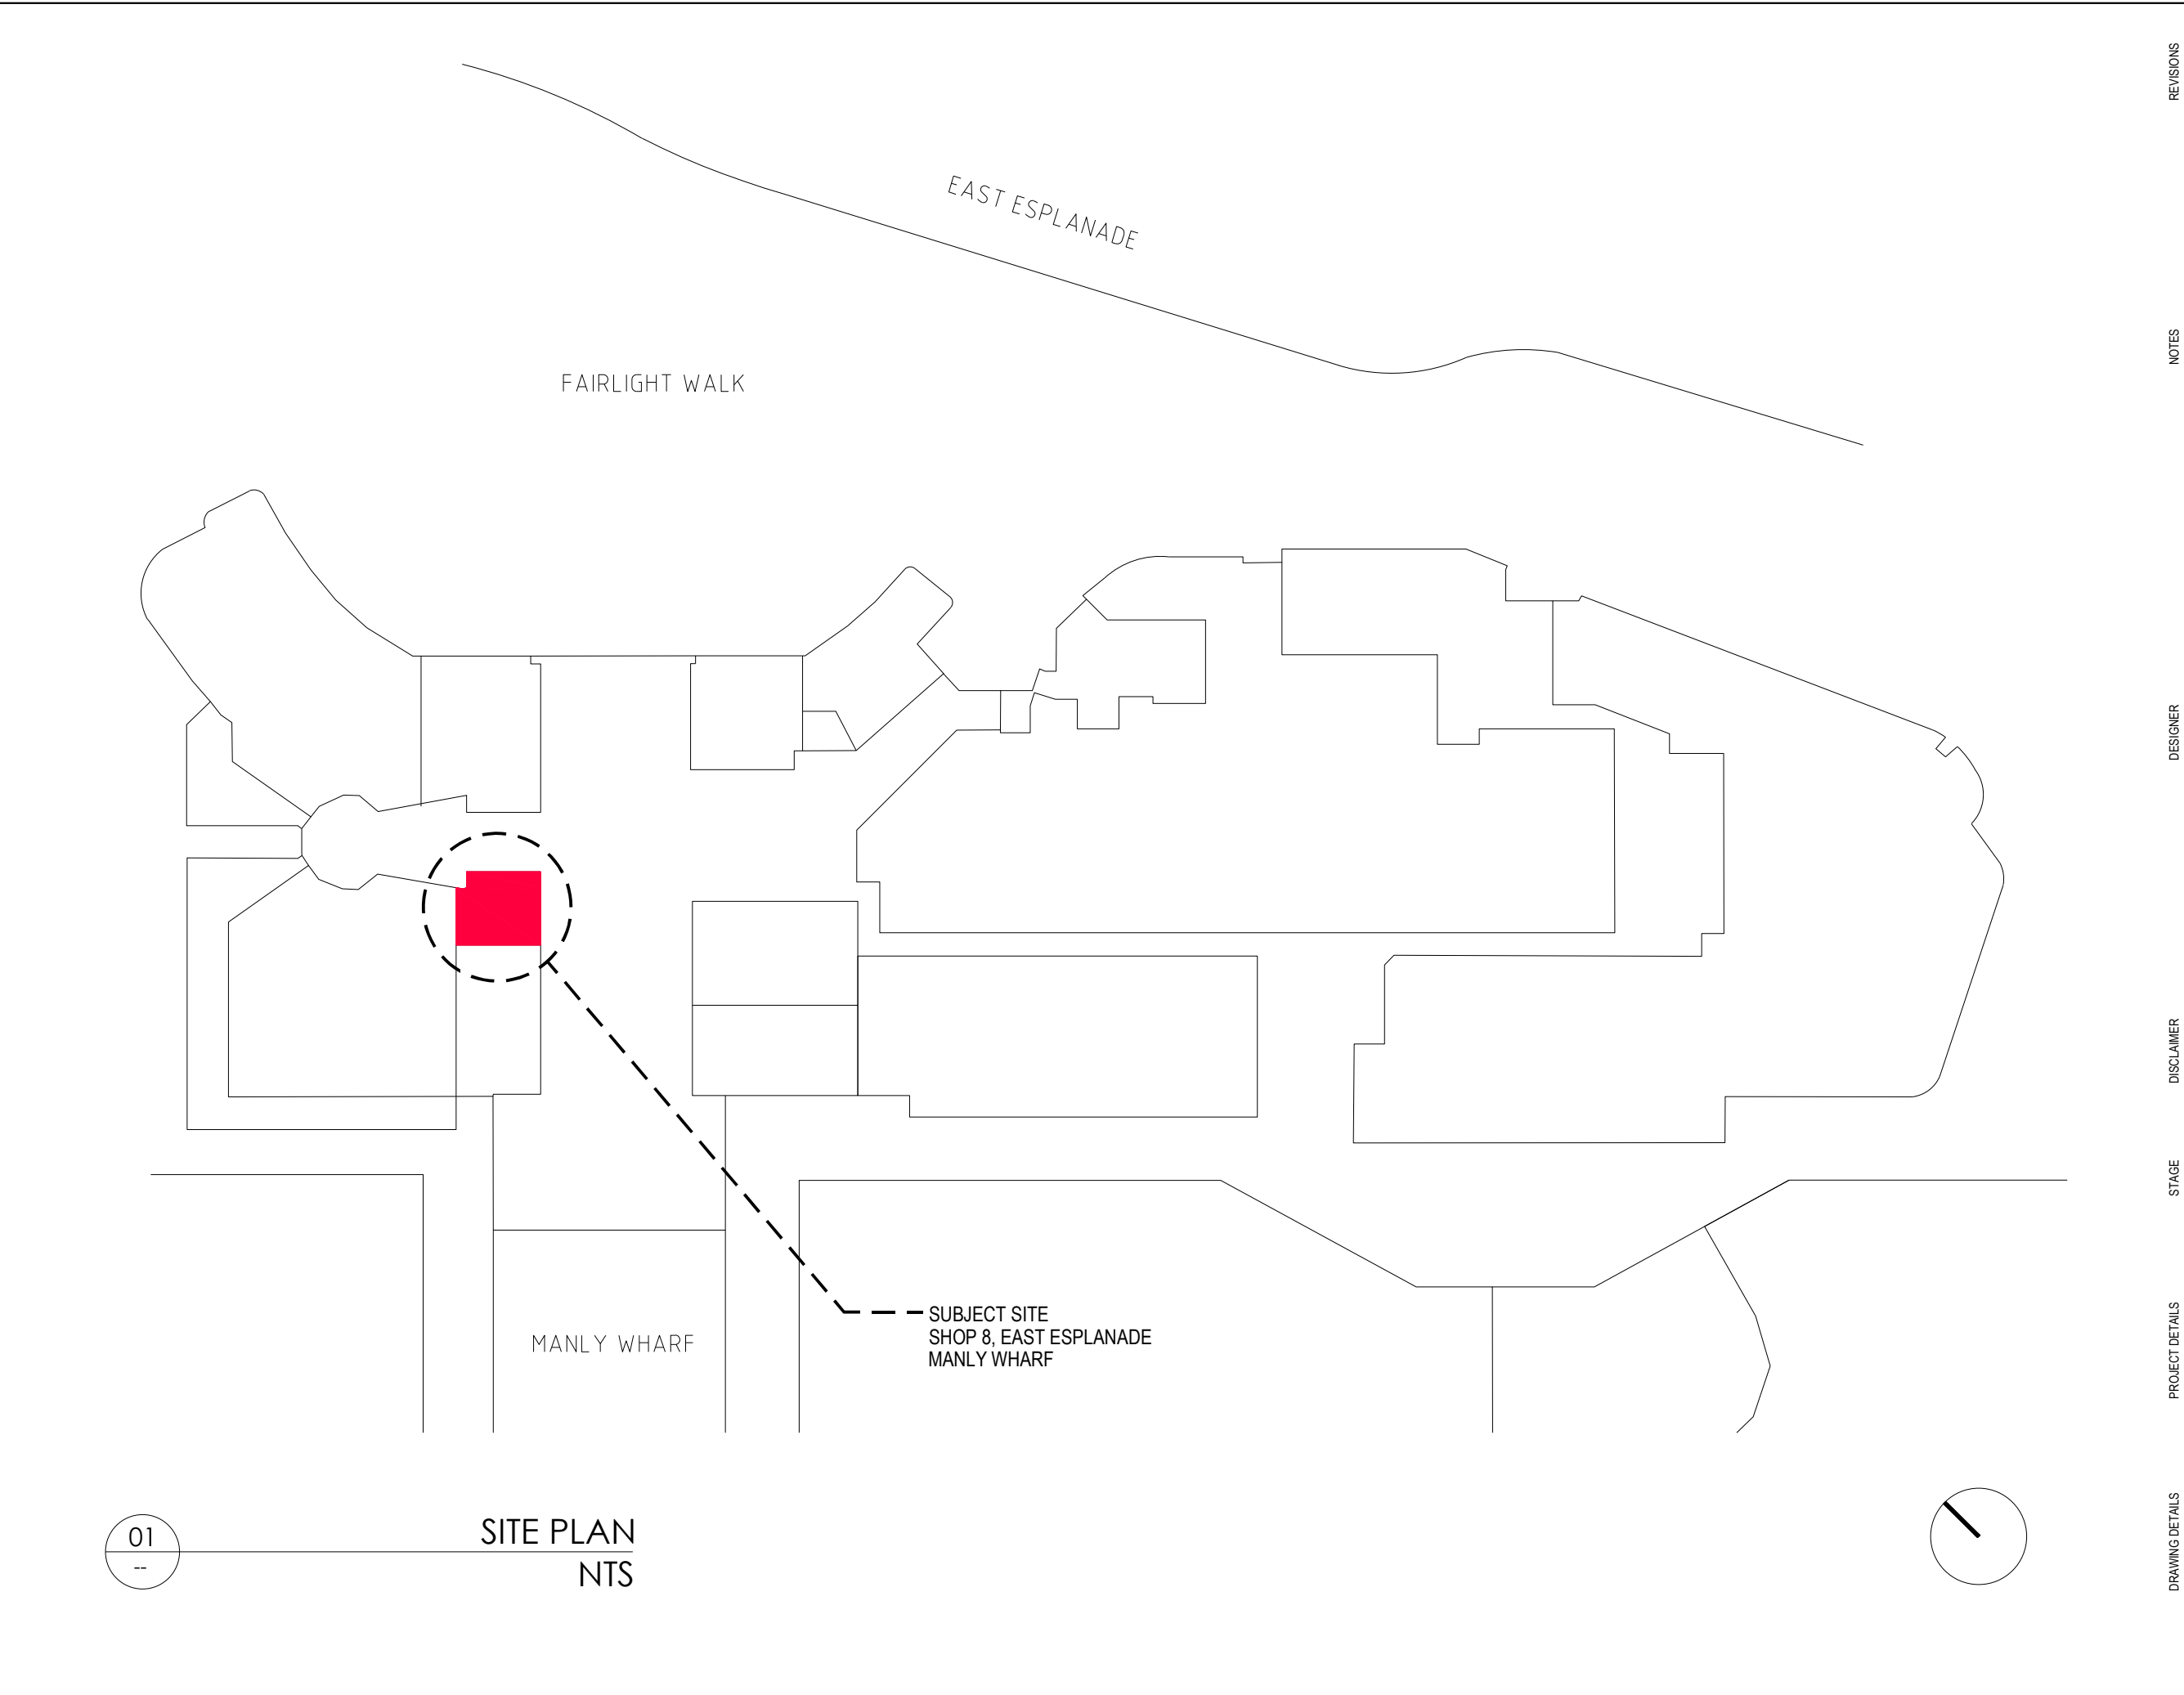 EAST ESPLANADE
FAIRLIGHT WALK
SUBJECT SITE
SHOP 8, EAST ESPLANADE
MANLY WHARF
MANLY WHARF
01
--
SITE PLAN
NTS
REVISIONS
NOTES
DESIGNER
DISCLAIMER
STAGE
PROJECT DETAILS
DRAWING DETAILS